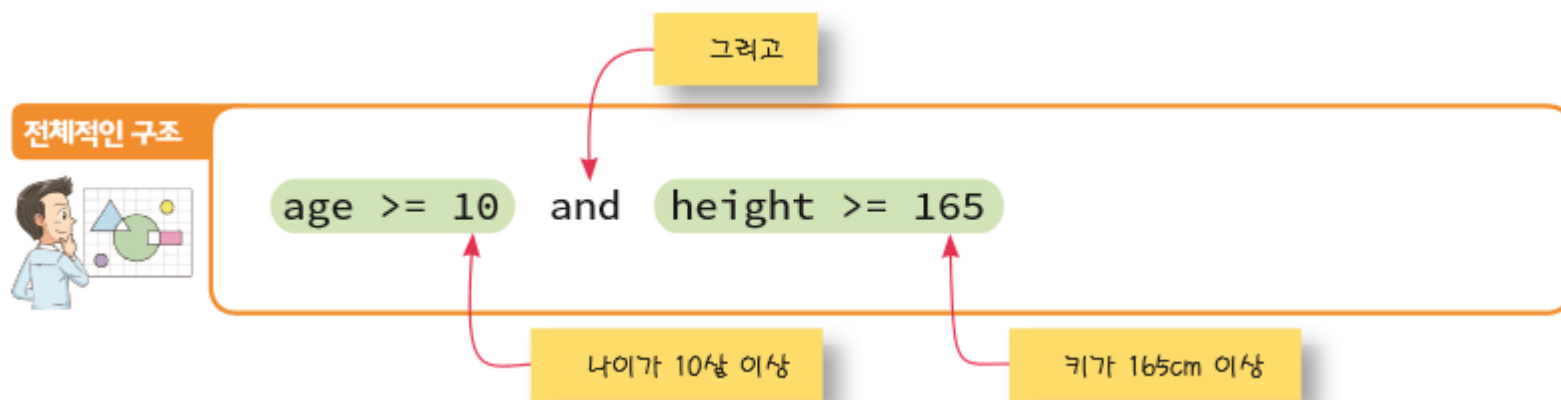 그리고
전체적인 구조
age >= 10 and height >= 165
나이가 10살 이상
키가 165cm 이상